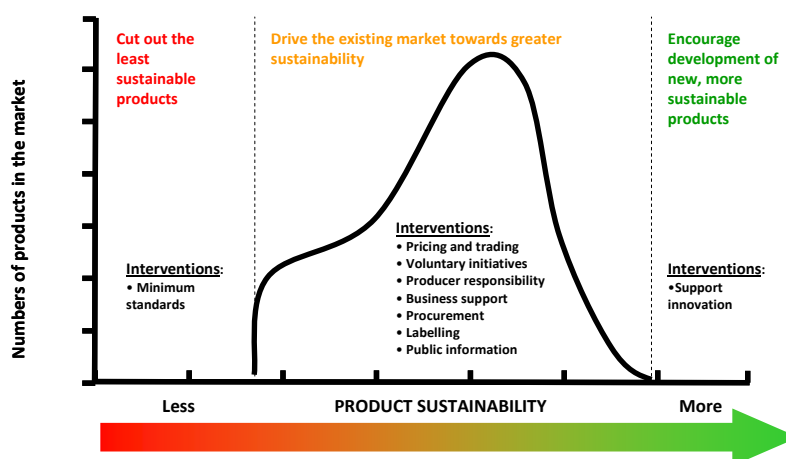 Numbers of products in the market
Cut out the
least
sustainable
products
Drive the existing market towards greater
sustainability
Encourage
development of
new, more
sustainable
products
Interventions:
• Minimum
standards
Interventions:
• Pricing and trading
• Voluntary initiatives
• Producer responsibility
• Business support
• Procurement
• Labelling
• Public information
Interventions:
•Support
innovation
Less
PRODUCT SUSTAINABILITY
More